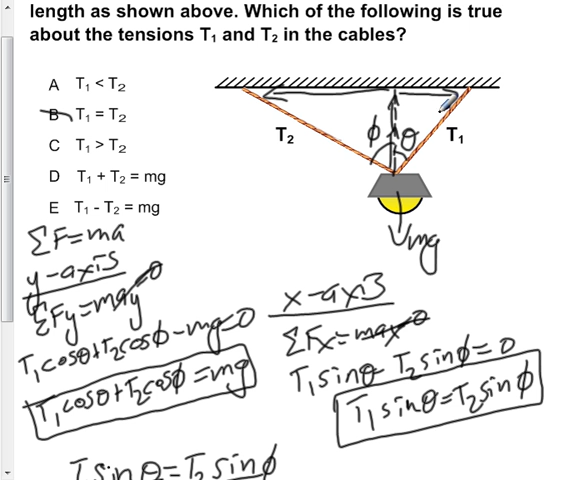 length as shown above. Which of the following is true
about the tensions T₁ and T₂ in the cables?
A T₁ < T₂
B T₁ = T₂
C T₁ > T₂
D T₁ + T₂ = mg
E T₁ - T₂ = mg
T₂
ϕ
θ
T₁
mg
ΣF=ma
y-axis
ΣFy=may 0
T₁cosθ+T₂cosϕ-mg=0
T₁cosθ+T₂cosϕ=mg
x-axis
ΣFx=max 0
T₁sinθ-T₂sinϕ=0
T₁sinθ=T₂sinϕ
T₁sinθ=T₂sinϕ